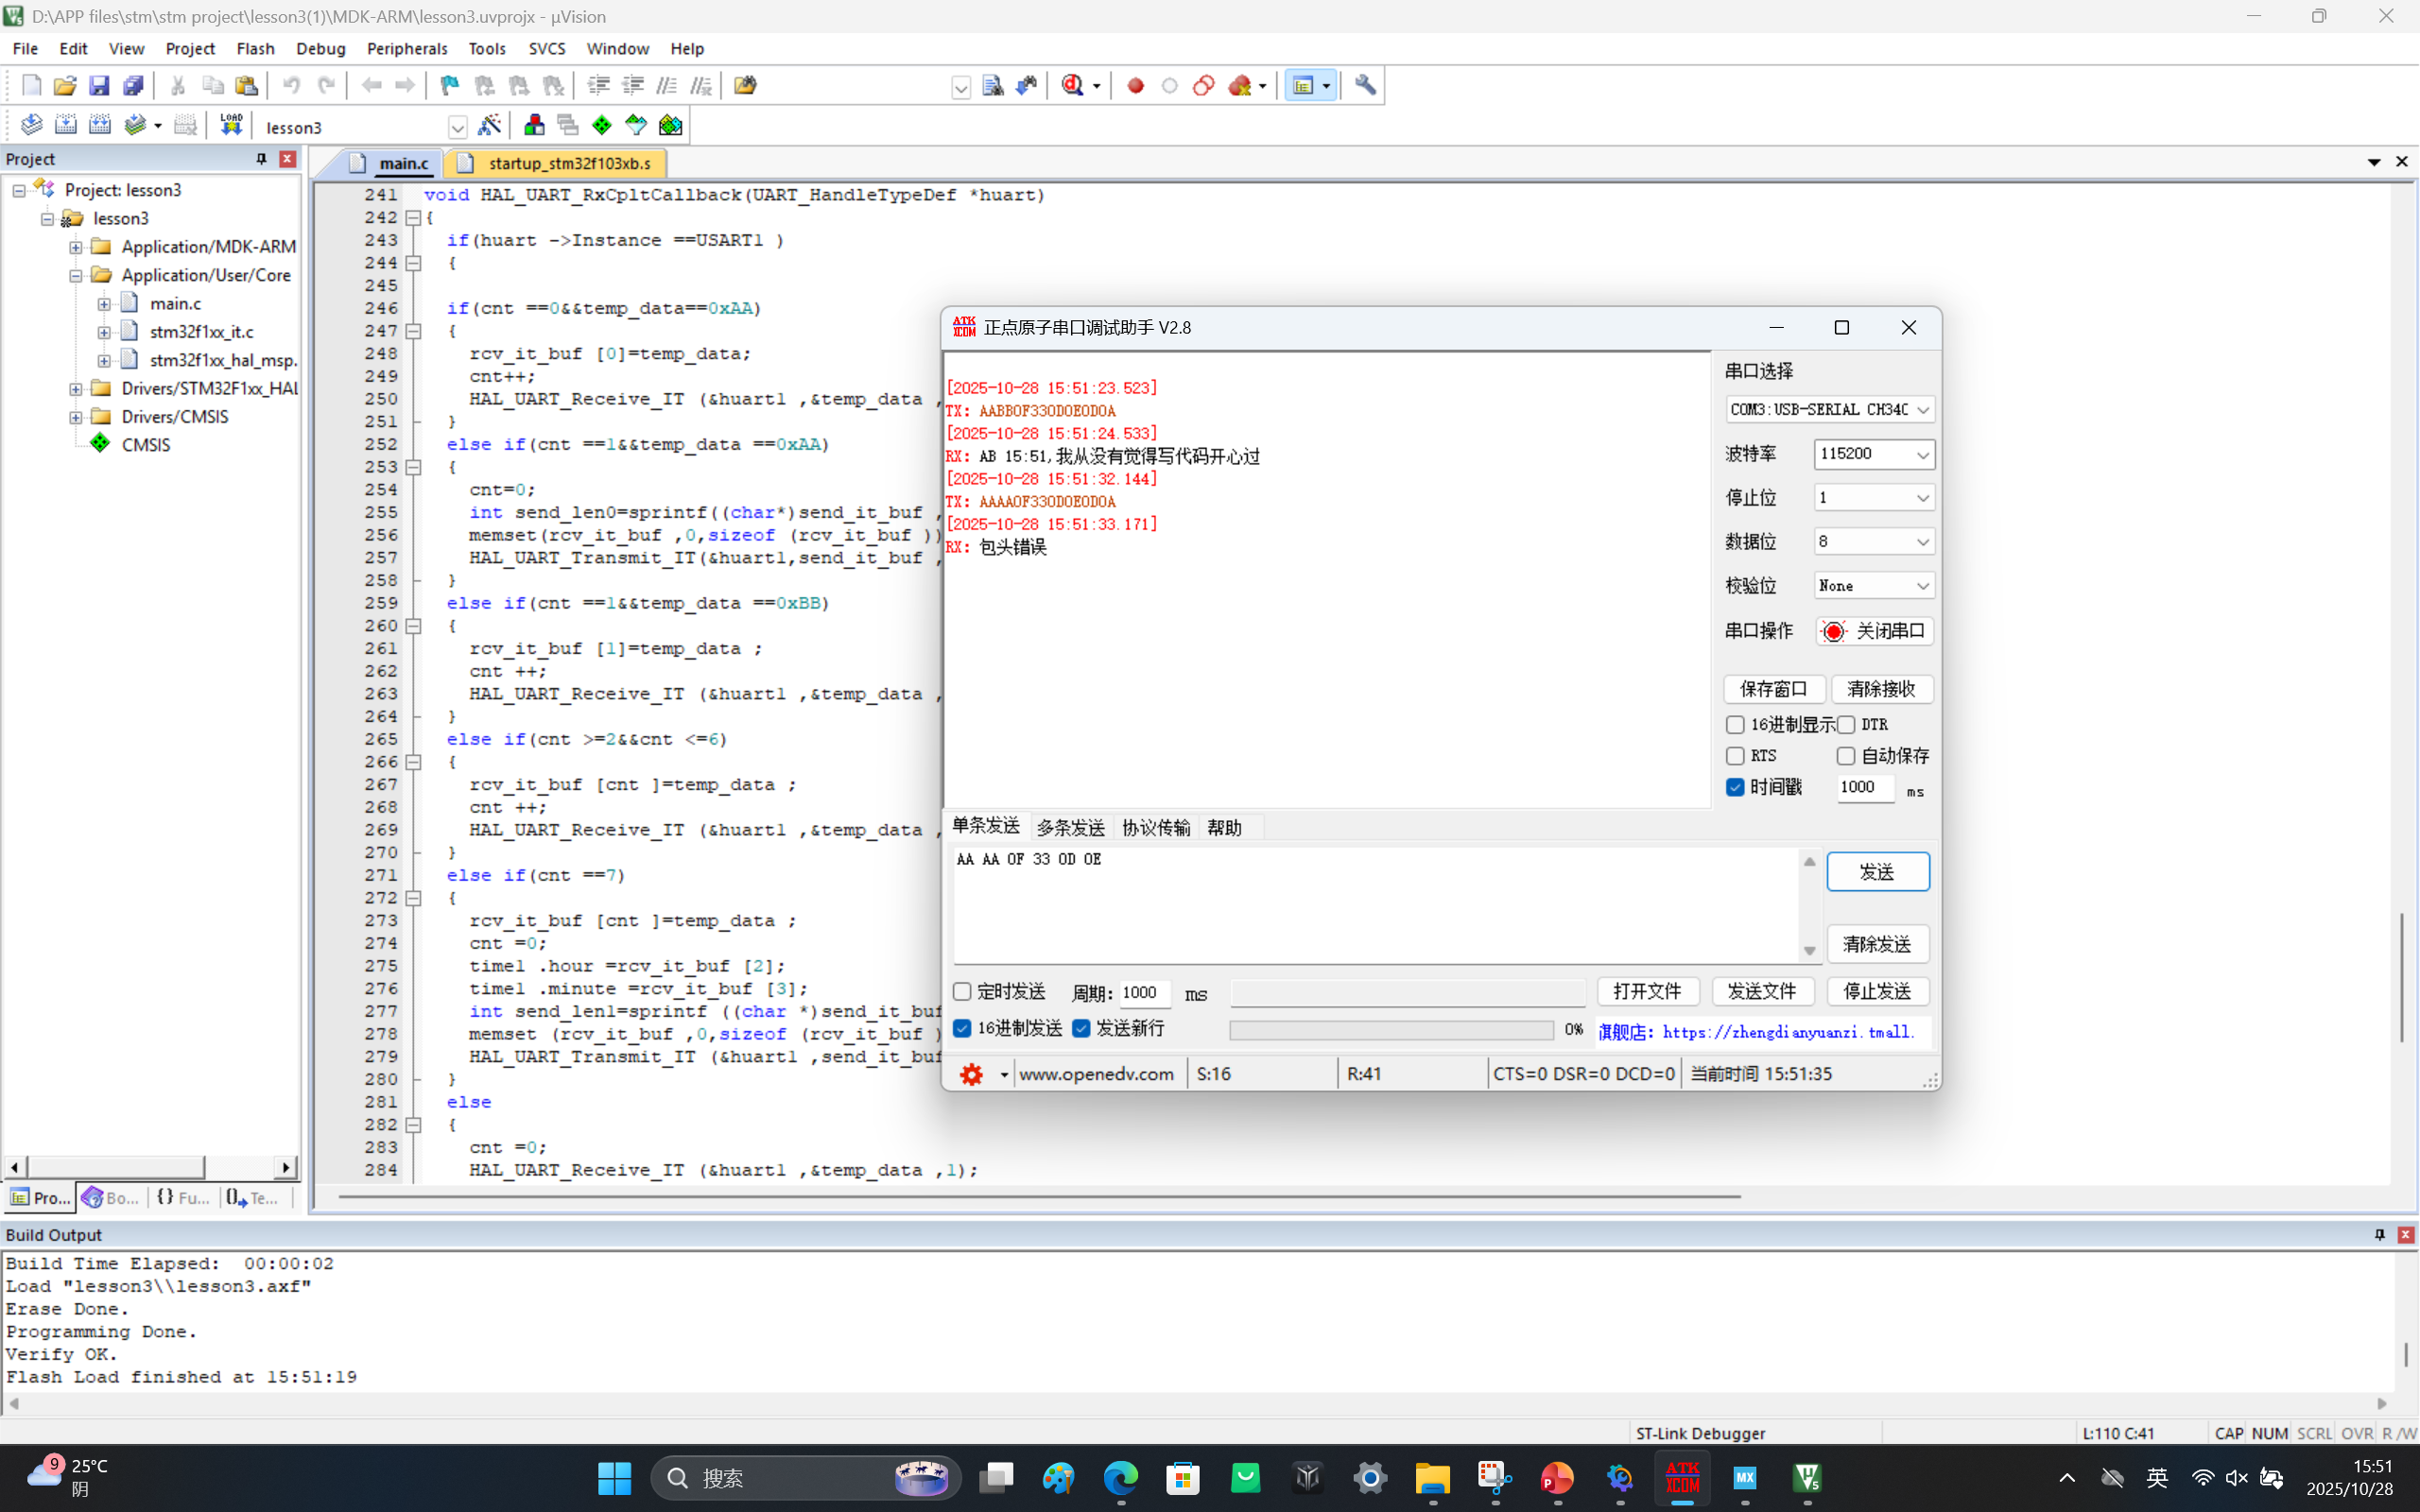 D:\APP files\stm\stm project\lesson3(1)\MDK-ARM\lesson3.uvprojx - µVision
File Edit View Project Flash Debug Peripherals Tools SVCS Window Help
LOAD
lesson3
Project
Project: lesson3
lesson3
Application/MDK-ARM
Application/User/Core
main.c
stm32f1xx_it.c
stm32f1xx_hal_msp.
Drivers/STM32F1xx_HAL
Drivers/CMSIS
CMSIS
Pro... Bo... {} Fu... Te...
main.c startup_stm32f103xb.s
241 void HAL_UART_RxCpltCallback(UART_HandleTypeDef *huart)
242 {
243 if(huart ->Instance ==USART1 )
244 {
245
246 if(cnt ==0&&temp_data==0xAA)
247 {
248 rcv_it_buf [0]=temp_data;
249 cnt++;
250 HAL_UART_Receive_IT (&huart1 ,&temp_data ,
251 }
252 else if(cnt ==1&&temp_data ==0xAA)
253 {
254 cnt=0;
255 int send_len0=sprintf((char*)send_it_buf ,
256 memset(rcv_it_buf ,0,sizeof (rcv_it_buf ))
257 HAL_UART_Transmit_IT(&huart1,send_it_buf ,
258 }
259 else if(cnt ==1&&temp_data ==0xBB)
260 {
261 rcv_it_buf [1]=temp_data ;
262 cnt ++;
263 HAL_UART_Receive_IT (&huart1 ,&temp_data ,
264 }
265 else if(cnt >=2&&cnt <=6)
266 {
267 rcv_it_buf [cnt ]=temp_data ;
268 cnt ++;
269 HAL_UART_Receive_IT (&huart1 ,&temp_data ,
270 }
271 else if(cnt ==7)
272 {
273 rcv_it_buf [cnt ]=temp_data ;
274 cnt =0;
275 time1 .hour =rcv_it_buf [2];
276 time1 .minute =rcv_it_buf [3];
277 int send_len1=sprintf ((char *)send_it_buf
278 memset (rcv_it_buf ,0,sizeof (rcv_it_buf )
279 HAL_UART_Transmit_IT (&huart1 ,send_it_buf
280 }
281 else
282 {
283 cnt =0;
284 HAL_UART_Receive_IT (&huart1 ,&temp_data ,1);
ATK XCOM 正点原子串口调试助手 V2.8
[2025-10-28 15:51:23.523]
TX: AABB0F330D0E0D0A
[2025-10-28 15:51:24.533]
RX: AB 15:51,我从没有觉得写代码开心过
[2025-10-28 15:51:32.144]
TX: AAAA0F330D0E0D0A
[2025-10-28 15:51:33.171]
RX: 包头错误
串口选择
COM3:USB-SERIAL CH340
波特率 115200
停止位 1
数据位 8
校验位 None
串口操作 关闭串口
保存窗口 清除接收
16进制显示 DTR
RTS 自动保存
时间戳 1000 ms
单条发送 多条发送 协议传输 帮助
AA AA 0F 33 0D 0E
发送
清除发送
定时发送 周期: 1000 ms 打开文件 发送文件 停止发送
16进制发送 发送新行 0% 旗舰店: https://zhengdianyuanzi.tmall.
www.openedv.com S:16 R:41 CTS=0 DSR=0 DCD=0 当前时间 15:51:35
Build Output
Build Time Elapsed: 00:00:02
Load "lesson3\\lesson3.axf"
Erase Done.
Programming Done.
Verify OK.
Flash Load finished at 15:51:19
ST-Link Debugger L:110 C:41 CAP NUM SCRL OVR R/W
9 25°C
阴
搜索
ATK XCOM
MX
英
15:51
2025/10/28